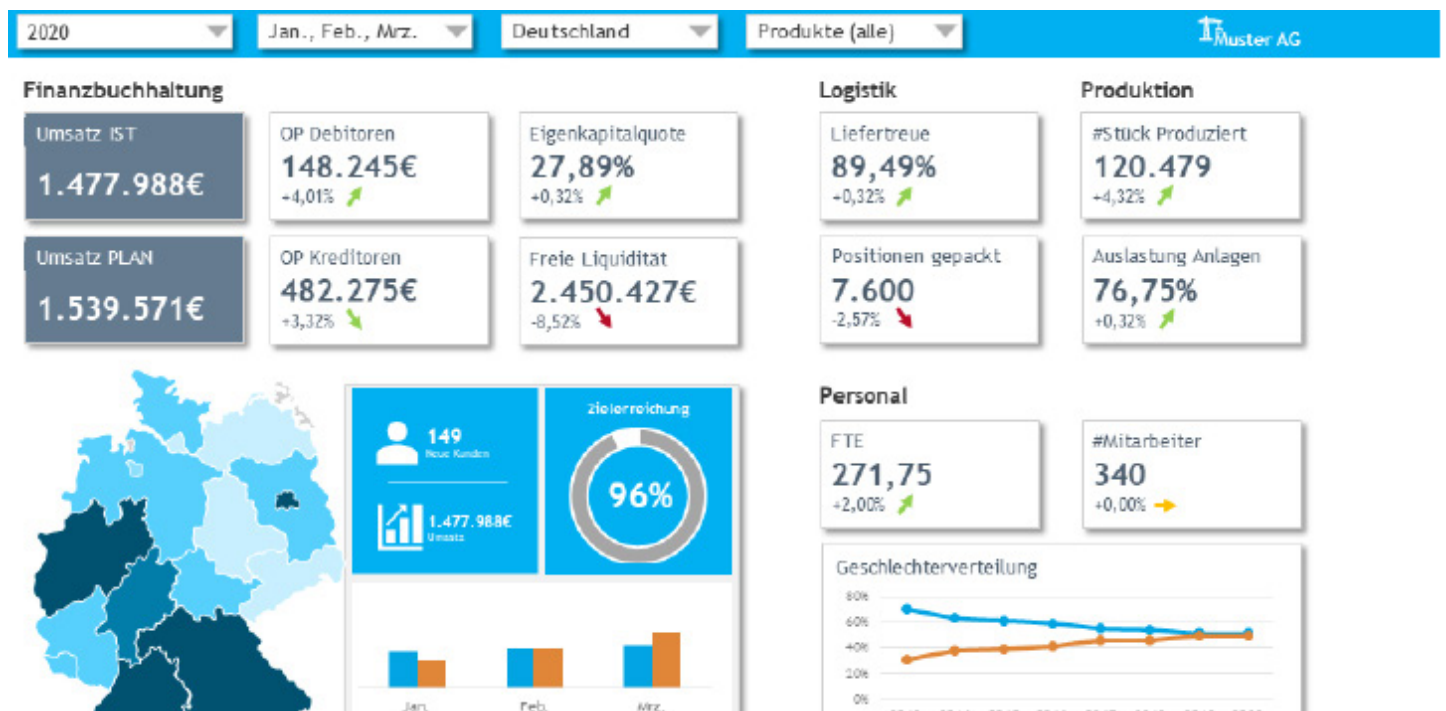 2020
Jan., Feb., Mrz.
Deutschland
Produkte (alle)
Muster AG
Finanzbuchhaltung
Logistik
Produktion
Umsatz IST
1.477.988€
OP Debitoren
148.245€
+4,01%
Eigenkapitalquote
27,89%
+0,32%
Liefertreue
89,49%
+0,32%
#Stück Produziert
120.479
+4,32%
Umsatz PLAN
1.539.571€
OP Kreditoren
482.275€
+3,32%
Freie Liquidität
2.450.427€
-8,52%
Positionen gepackt
7.600
-2,57%
Auslastung Anlagen
76,75%
+0,32%
149
Neue Kunden
1.477.988€
Umsatz
Zielerreichung
96%
Jan.
Feb.
Mrz.
Personal
FTE
271,75
+2,00%
#Mitarbeiter
340
+0,00%
Geschlechterverteilung
80%
60%
40%
20%
0%